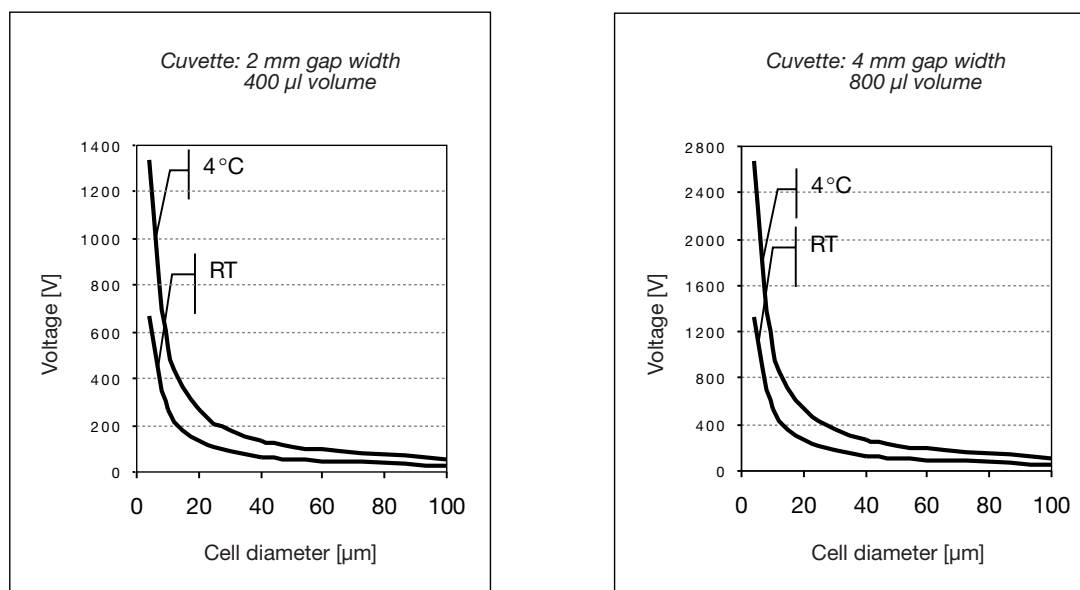 Cuvette: 2 mm gap width
400 µl volume
1400
1200
1000
800
600
400
200
0
4°C
RT
Voltage [V]
0 20 40 60 80 100
Cell diameter [µm]
Cuvette: 4 mm gap width
800 µl volume
2800
2400
2000
1600
1200
800
400
0
4°C
RT
Voltage [V]
0 20 40 60 80 100
Cell diameter [µm]